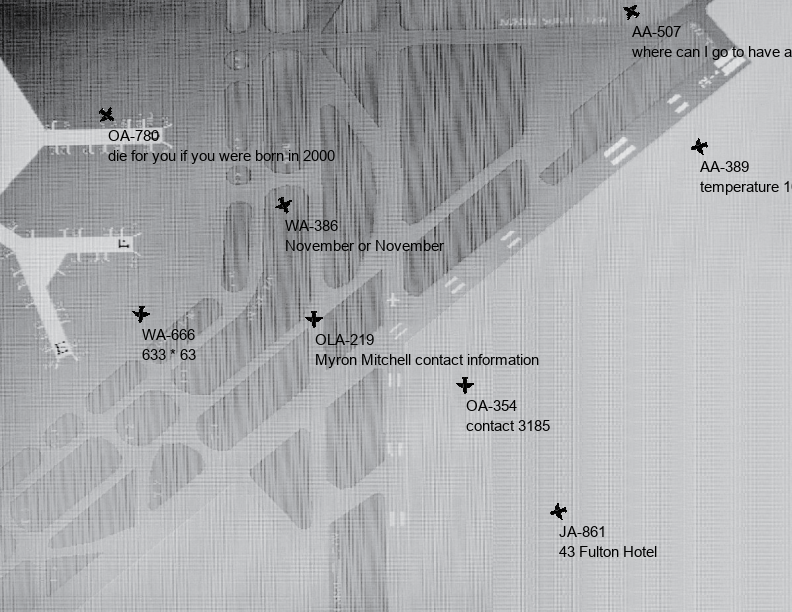 AA-507
where can I go to have a
OA-780
die for you if you were born in 2000
AA-389
temperature 1
WA-386
November or November
WA-666
633 * 63
OLA-219
Myron Mitchell contact information
OA-354
contact 3185
JA-861
43 Fulton Hotel